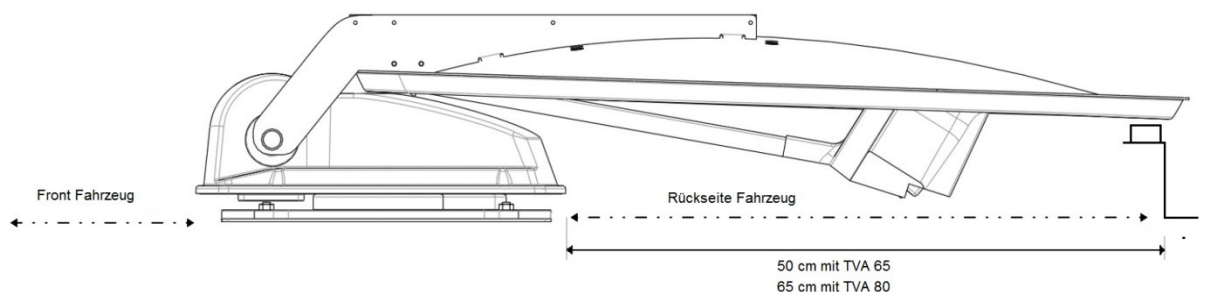 Front Fahrzeug
Rückseite Fahrzeug
50 cm mit TVA 65
65 cm mit TVA 80